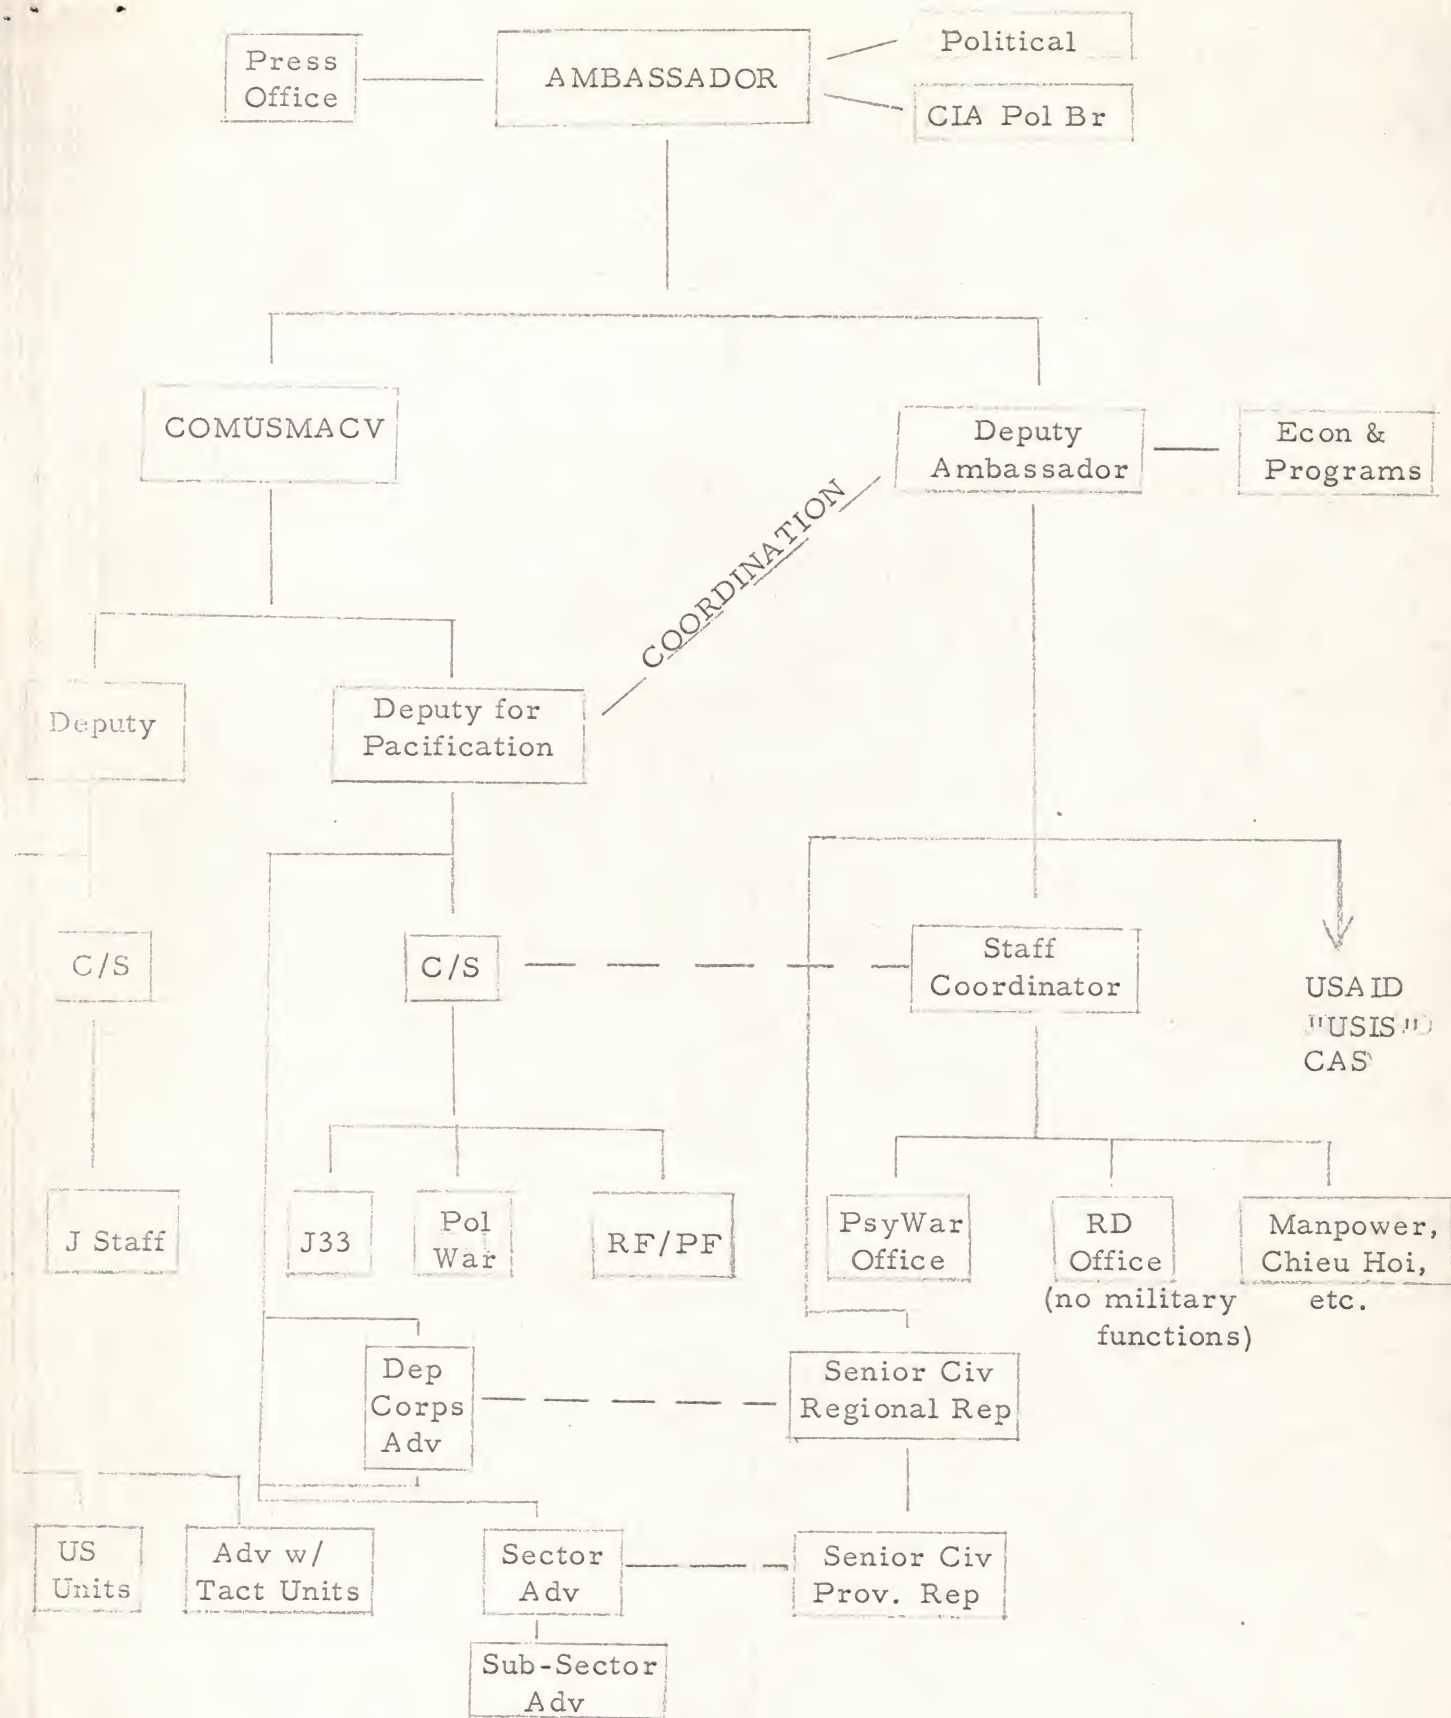 Press
Office
AMBASSADOR
Political
CIA Pol Br
COMUSMACV
Deputy
Ambassador
Econ &
Programs
COORDINATION
Deputy
Deputy for
Pacification
C/S
C/S
Staff
Coordinator
USAID
"USIS"
CAS
J Staff
J33
Pol
War
RF/PF
PsyWar
Office
RD
Office
(no military
functions)
Manpower,
Chieu Hoi,
etc.
Dep
Corps
Adv
Senior Civ
Regional Rep
US
Units
Adv w/
Tact Units
Sector
Adv
Senior Civ
Prov. Rep
Sub-Sector
Adv